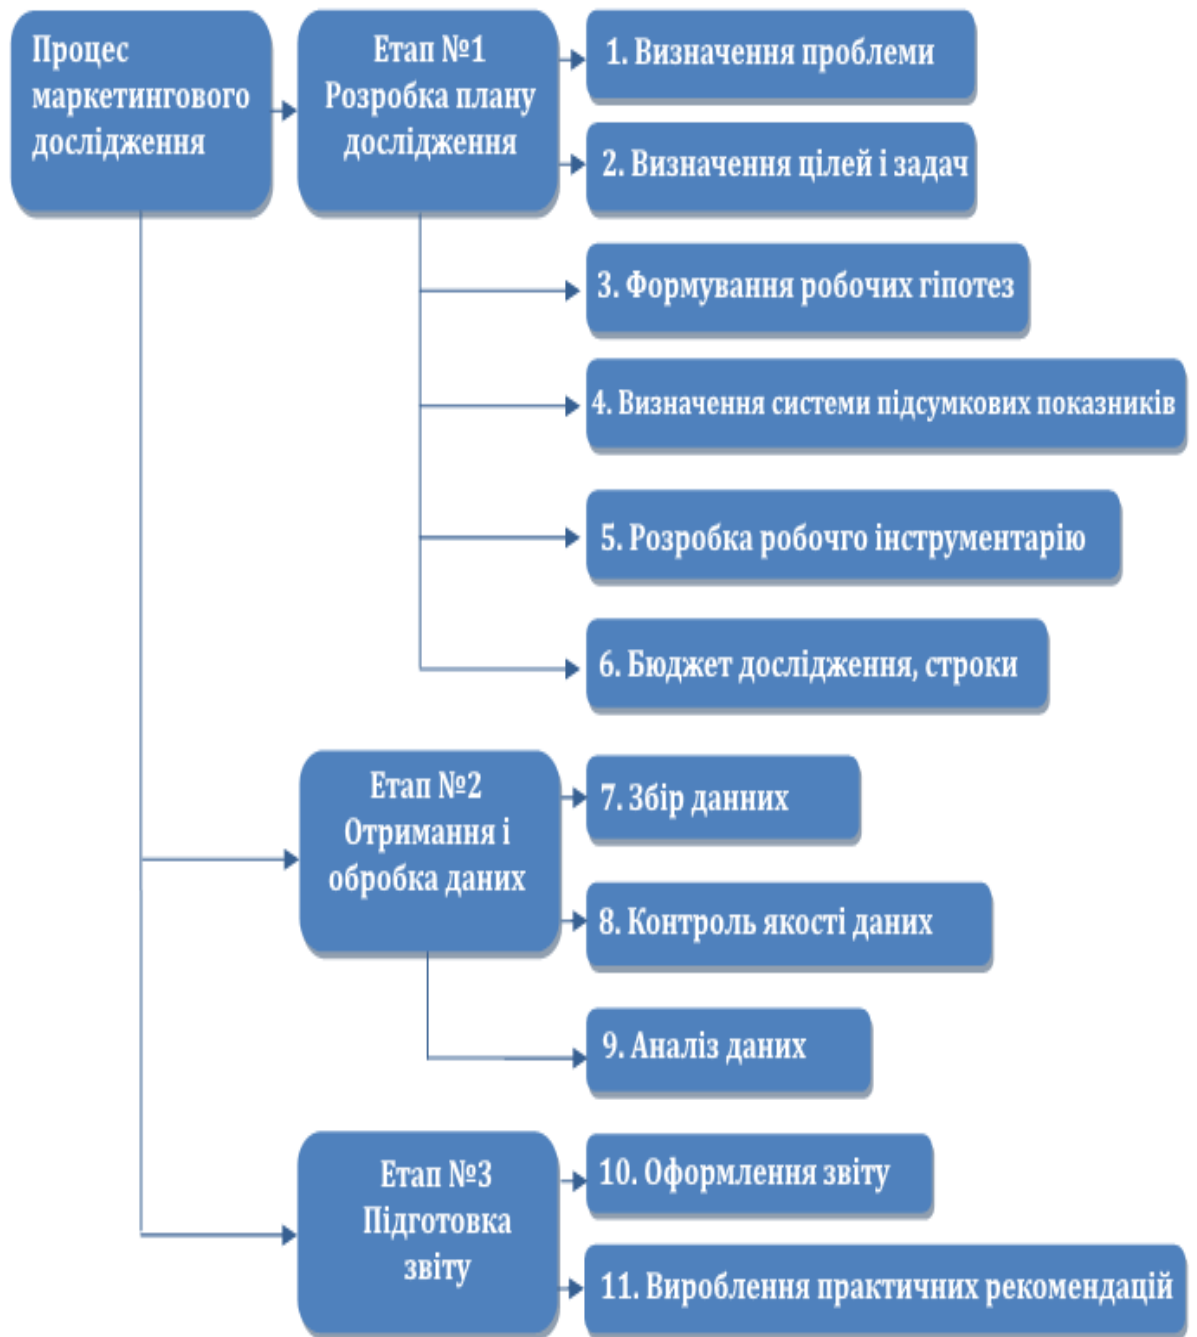 Процес
маркетингового
дослідження
Етап №1
Розробка плану
дослідження
1. Визначення проблеми
2. Визначення цілей і задач
3. Формування робочих гіпотез
4. Визначення системи підсумкових показників
5. Розробка робочго інструментарію
6. Бюджет дослідження, строки
Етап №2
Отримання і
обробка даних
7. Збір данних
8. Контроль якості даних
9. Аналіз даних
Етап №3
Підготовка
звіту
10. Оформлення звіту
11. Вироблення практичних рекомендацій